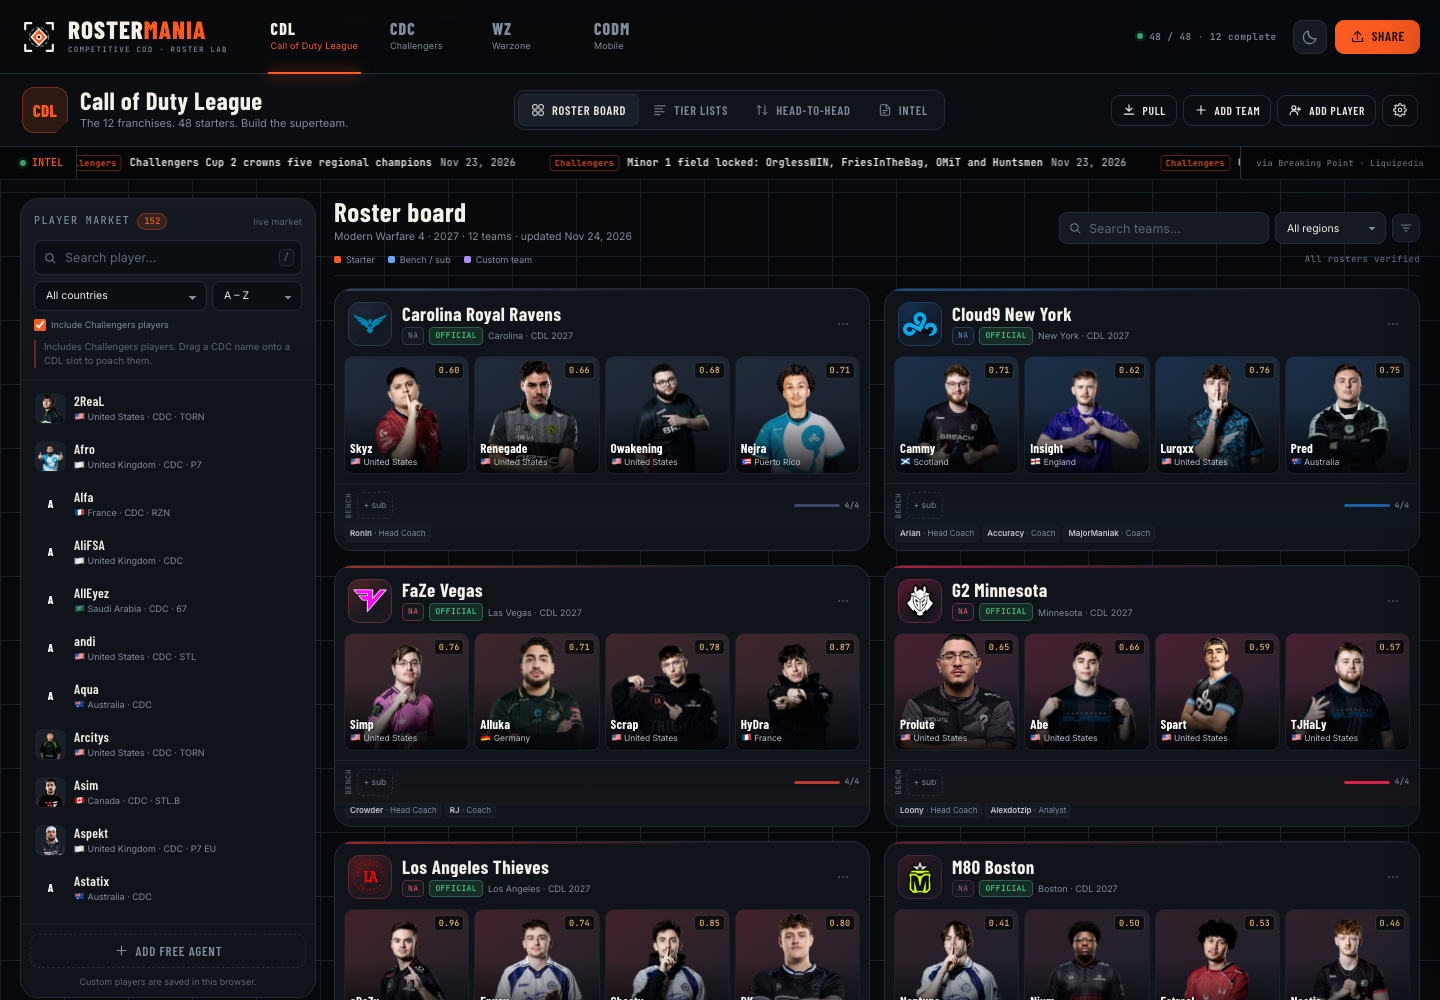 ROSTERMANIA
COMPETITIVE COD · ROSTER LAB
CDL
Call of Duty League
CDC
Challengers
WZ
Warzone
CODM
Mobile
48 / 48 · 12 complete
SHARE
CDL
Call of Duty League
The 12 franchises. 48 starters. Build the superteam.
ROSTER BOARD
TIER LISTS
HEAD-TO-HEAD
INTEL
PULL
ADD TEAM
ADD PLAYER
INTEL
llengers Challengers Cup 2 crowns five regional champions Nov 23, 2026
Challengers Minor 1 field locked: OrglessWIN, FriesInTheBag, OMiT and Huntsmen Nov 23, 2026
Challengers
via Breaking Point · Liquipedia
PLAYER MARKET 152
live market
Search player...
/
All countries
A – Z
Include Challengers players
Includes Challengers players. Drag a CDC name onto a
CDL slot to poach them.
2ReaL
United States · CDC · TORN
Afro
United Kingdom · CDC · P7
A
Alfa
France · CDC · RZN
A
AliFSA
United Kingdom · CDC
A
AllEyez
Saudi Arabia · CDC · 67
A
andi
United States · CDC · STL
A
Aqua
Australia · CDC
Arcitys
United States · CDC · TORN
Asim
Canada · CDC · STL.B
Aspekt
United Kingdom · CDC · P7 EU
A
Astatix
Australia · CDC
ADD FREE AGENT
Custom players are saved in this browser.
Roster board
Modern Warfare 4 · 2027 · 12 teams · updated Nov 24, 2026
Starter
Bench / sub
Custom team
Search teams...
All regions
All rosters verified
Carolina Royal Ravens
NA OFFICIAL Carolina · CDL 2027
0.60
Skyz
United States
0.66
Renegade
United States
0.68
Owakening
United States
0.71
Nejra
Puerto Rico
BENCH
+ sub
4/4
Ronin · Head Coach
Cloud9 New York
NA OFFICIAL New York · CDL 2027
0.71
BREACH
Cammy
Scotland
0.62
Insight
England
0.76
Lurqxx
United States
0.75
Pred
Australia
BENCH
+ sub
4/4
Arian · Head Coach
Accuracy · Coach
MajorManiak · Coach
FaZe Vegas
NA OFFICIAL Las Vegas · CDL 2027
0.76
Simp
United States
0.71
Alluka
Germany
0.78
Scrap
United States
0.87
HyDra
France
BENCH
+ sub
4/4
Crowder · Head Coach
RJ · Coach
G2 Minnesota
NA OFFICIAL Minnesota · CDL 2027
0.65
Prolute
United States
0.66
Abe
United States
0.59
Spart
United States
0.57
TJHaLy
United States
BENCH
+ sub
4/4
Loony · Head Coach
Alexdotzip · Analyst
LA
Los Angeles Thieves
NA OFFICIAL Los Angeles · CDL 2027
0.96
0.74
0.85
0.80
M80 Boston
NA OFFICIAL Boston · CDL 2027
0.41
0.50
0.53
0.46